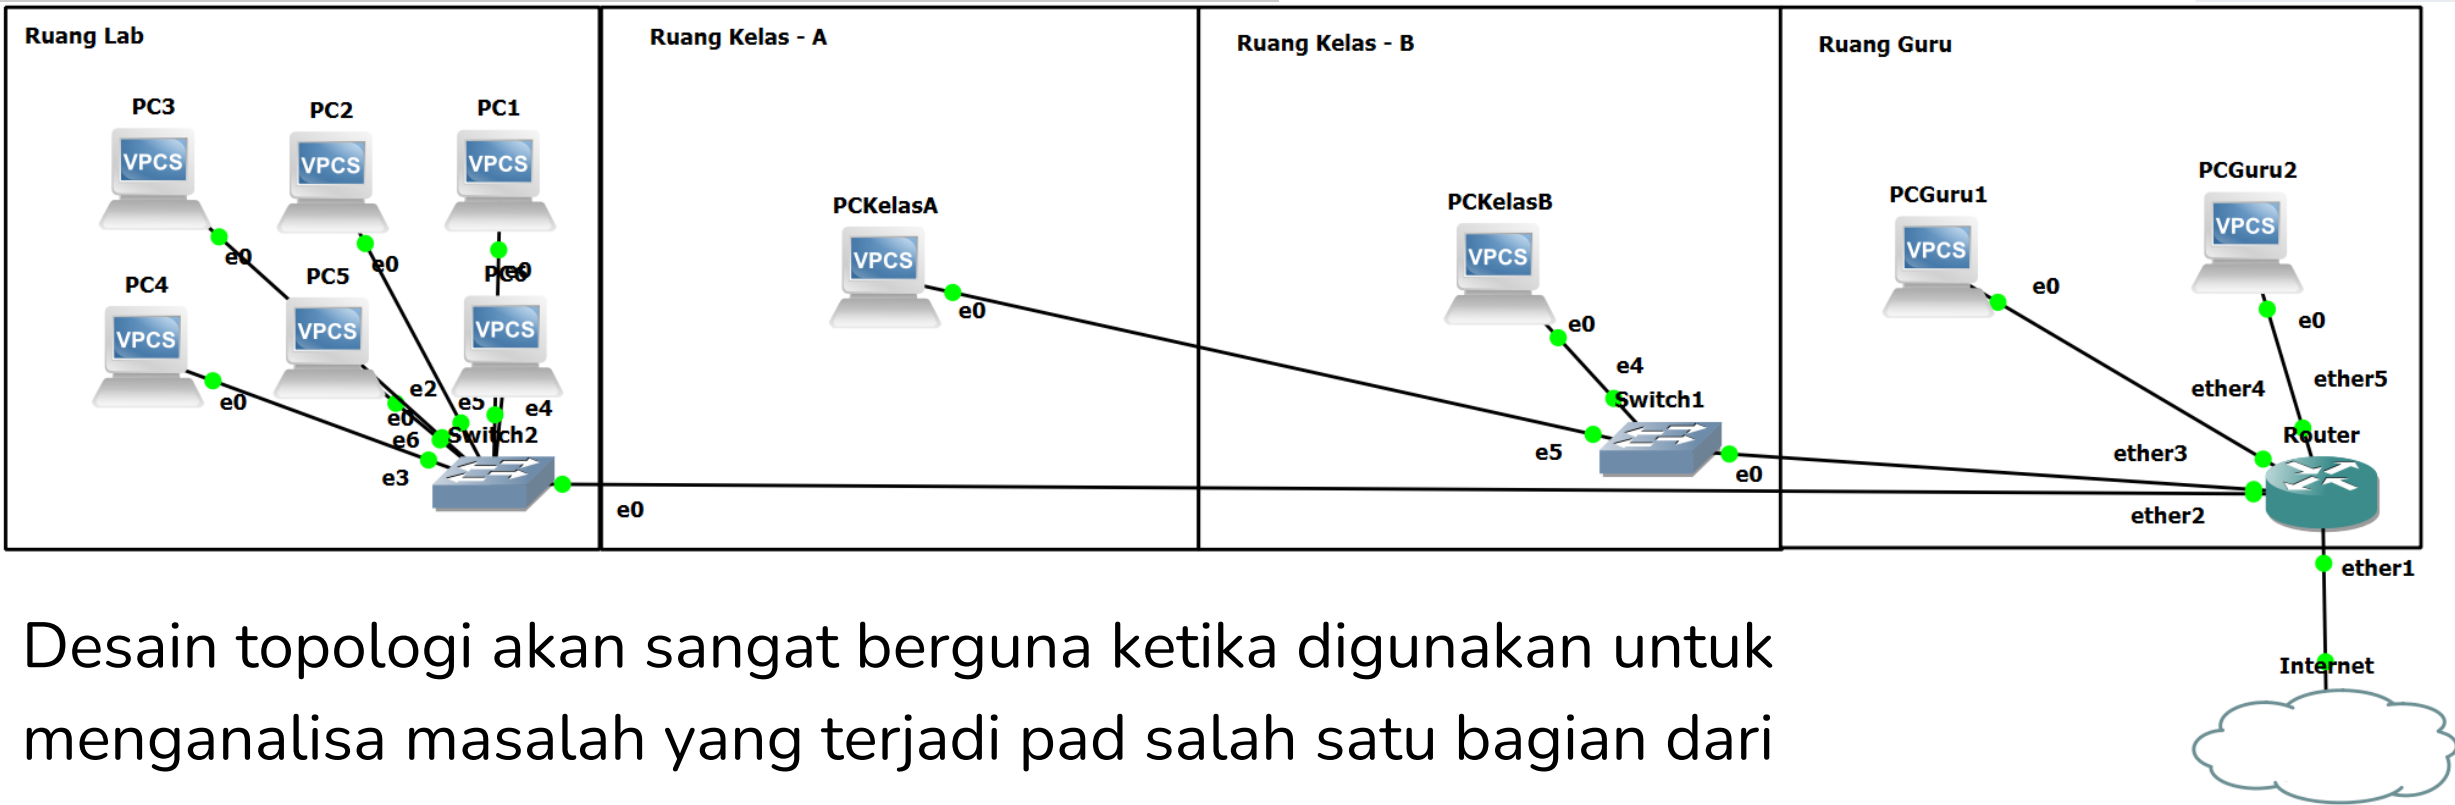 Ruang Lab
Ruang Kelas - A
Ruang Kelas - B
Ruang Guru
PC3
PC2
PC1
VPCS
VPCS
VPCS
e0
e0
e0
PC4
PC5
PC6
VPCS
VPCS
VPCS
e0
e0
e2
e5
e4
e6
e3
Switch2
e0
PCKelasA
VPCS
e0
PCKelasB
VPCS
e0
e4
Switch1
e5
e0
PCGuru1
VPCS
e0
PCGuru2
VPCS
e0
ether4
ether5
ether3
Router
ether2
ether1
Internet
Desain topologi akan sangat berguna ketika digunakan untuk
menganalisa masalah yang terjadi pad salah satu bagian dari